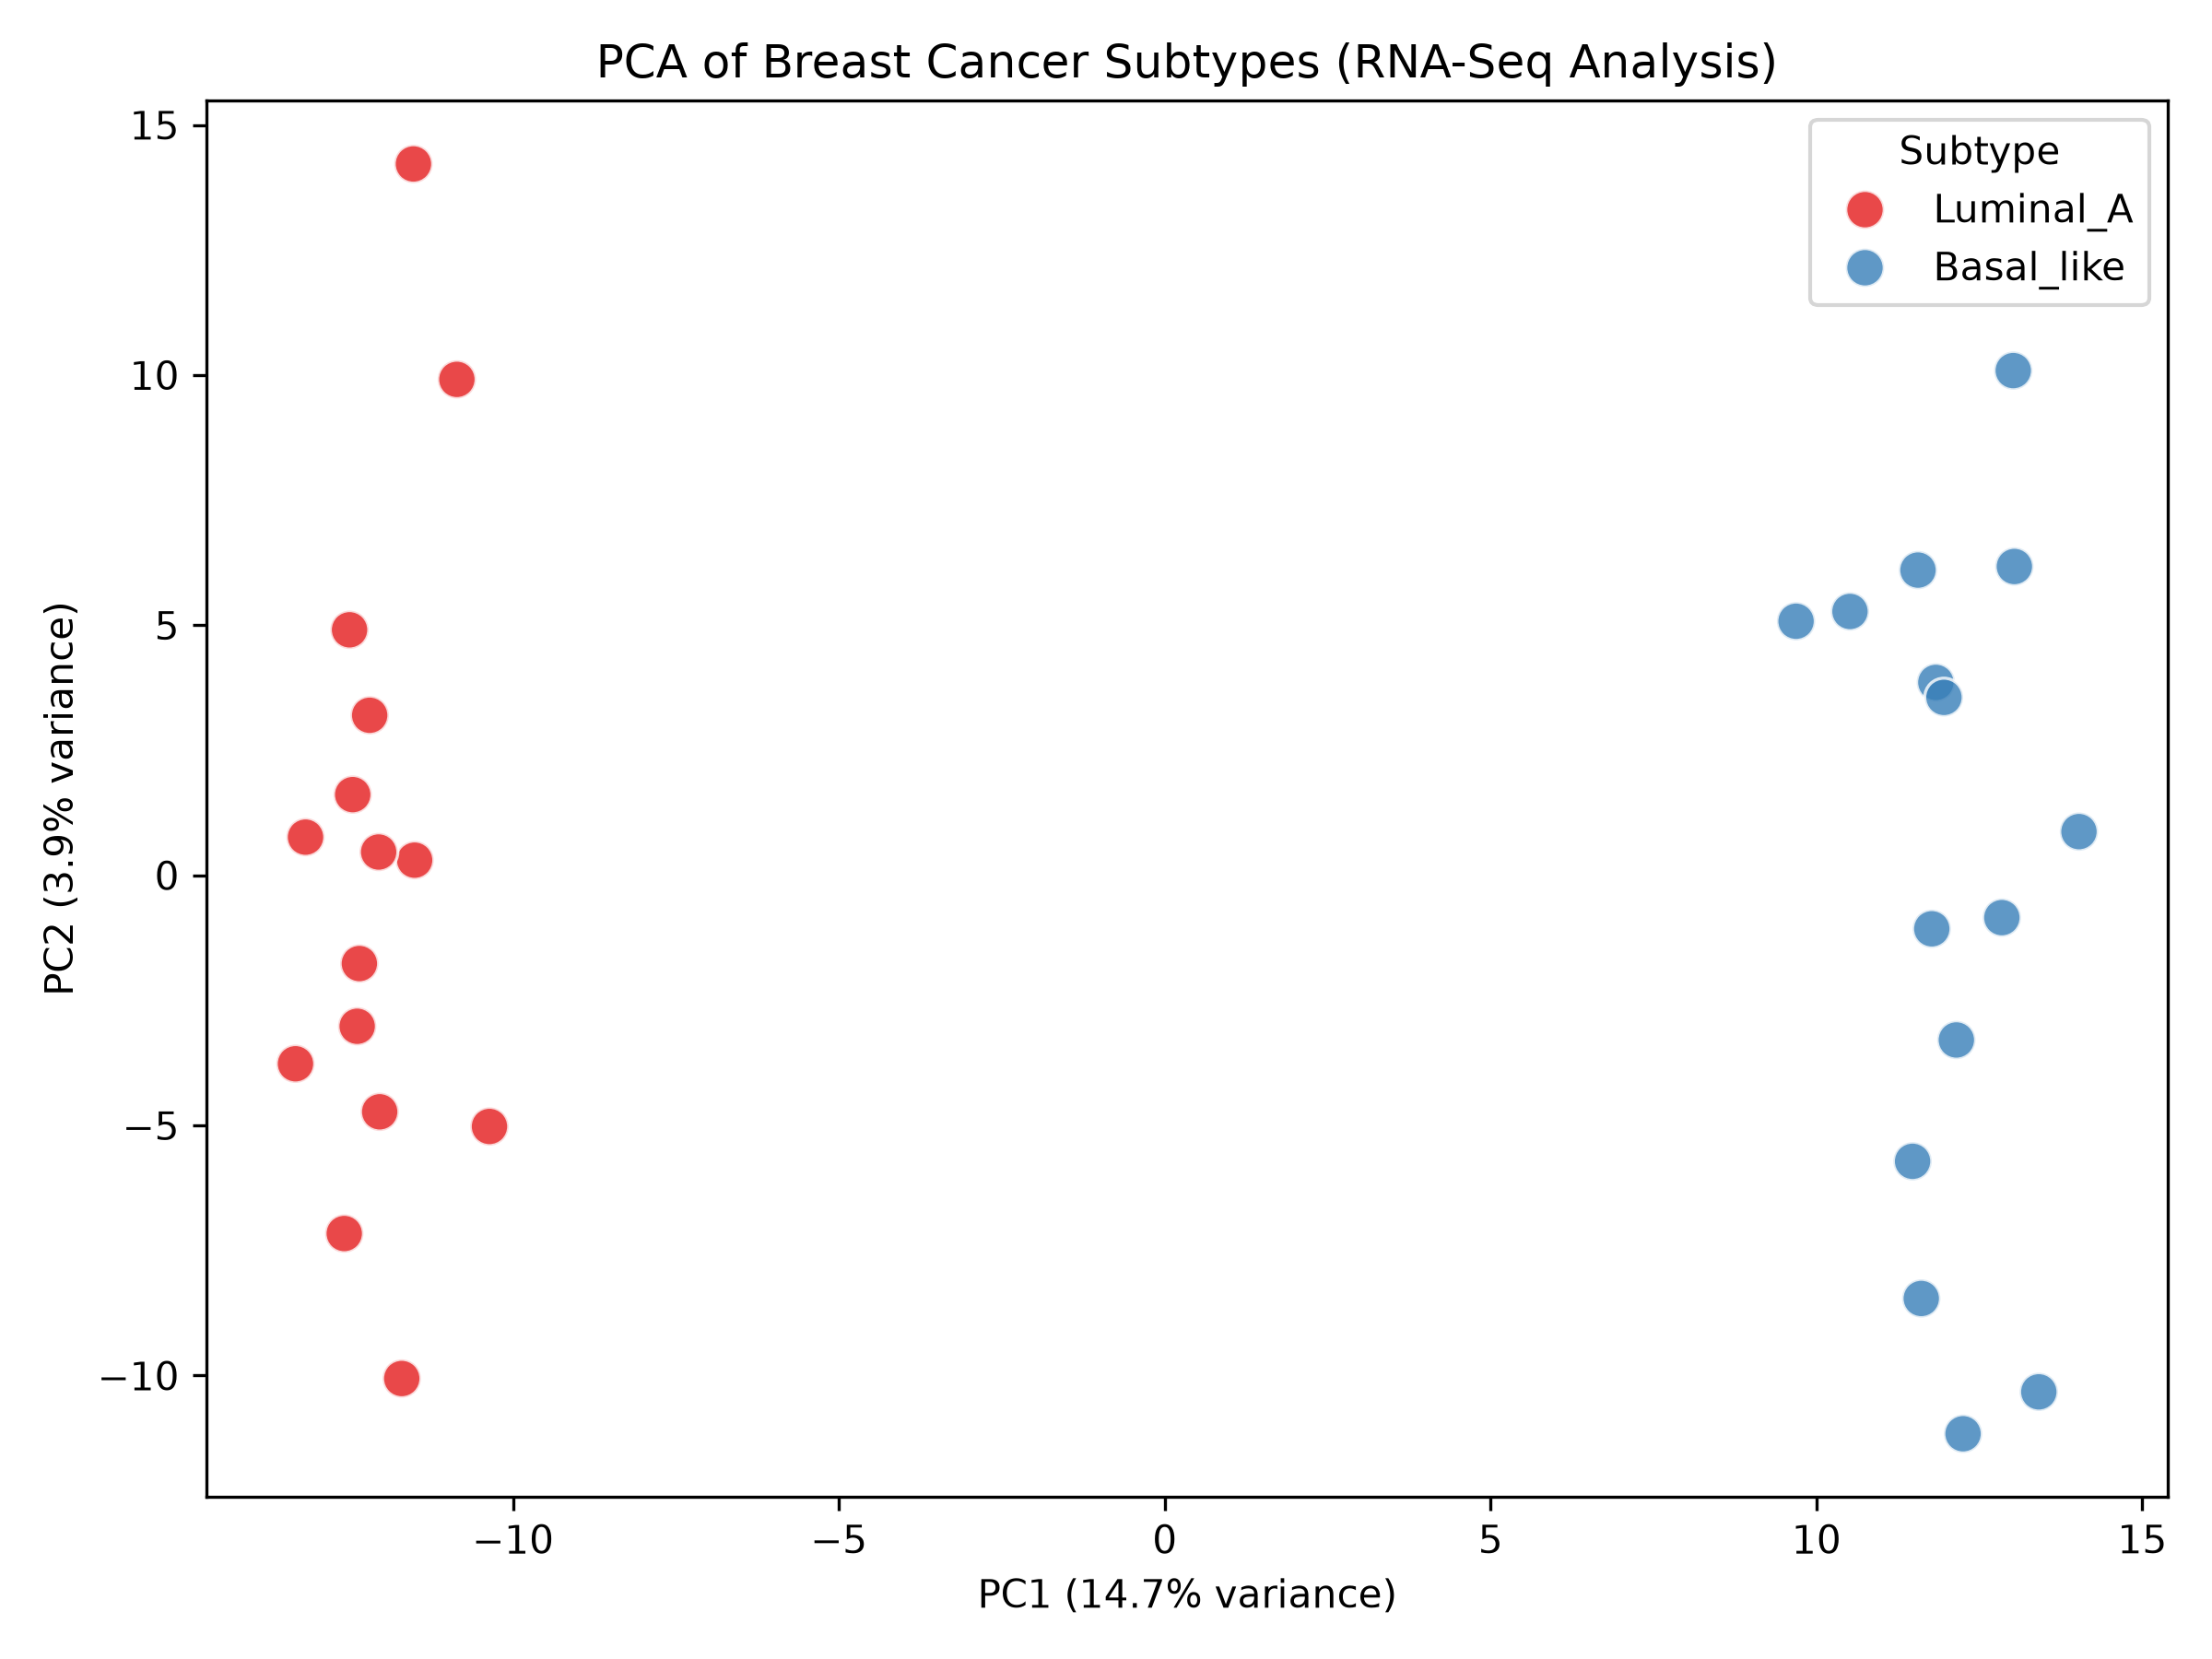 PCA of Breast Cancer Subtypes (RNA-Seq Analysis)
Subtype
Luminal_A
Basal_like
15
10
5
0
−5
−10
PC2 (3.9% variance)
−10
−5
0
5
10
15
PC1 (14.7% variance)